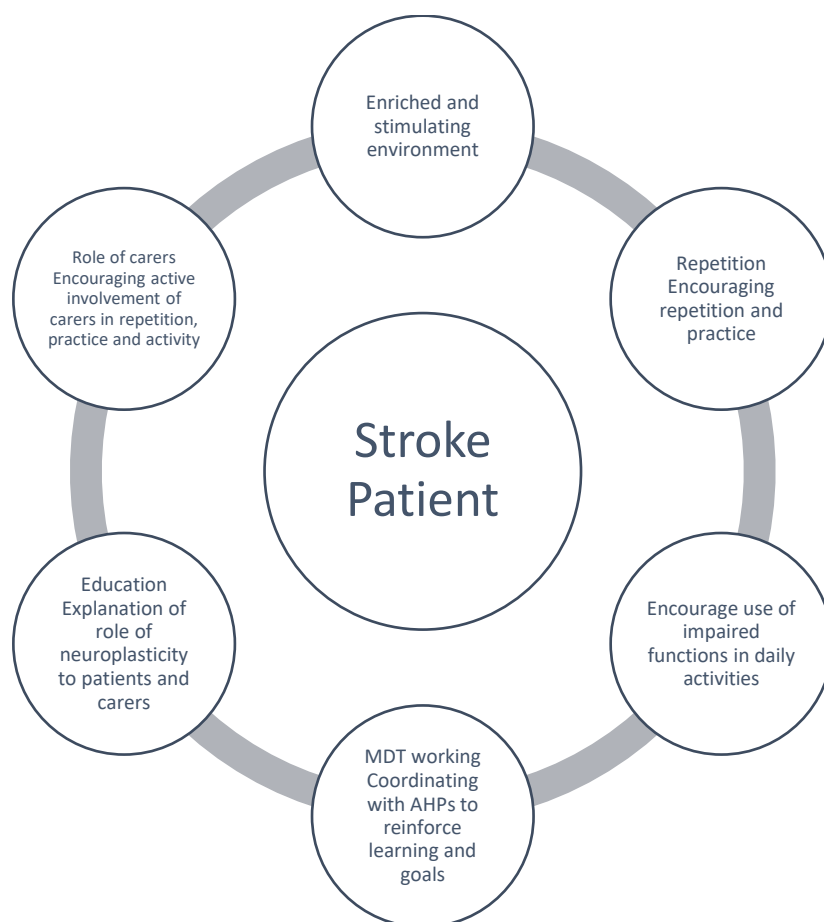 Enriched and
stimulating
environment
Repetition
Encouraging
repetition and
practice
Encourage use of
impaired
functions in daily
activities
MDT working
Coordinating
with AHPs to
reinforce
learning and
goals
Education
Explanation of
role of
neuroplasticity
to patients and
carers
Role of carers
Encouraging active
involvement of
carers in repetition,
practice and activity
Stroke
Patient